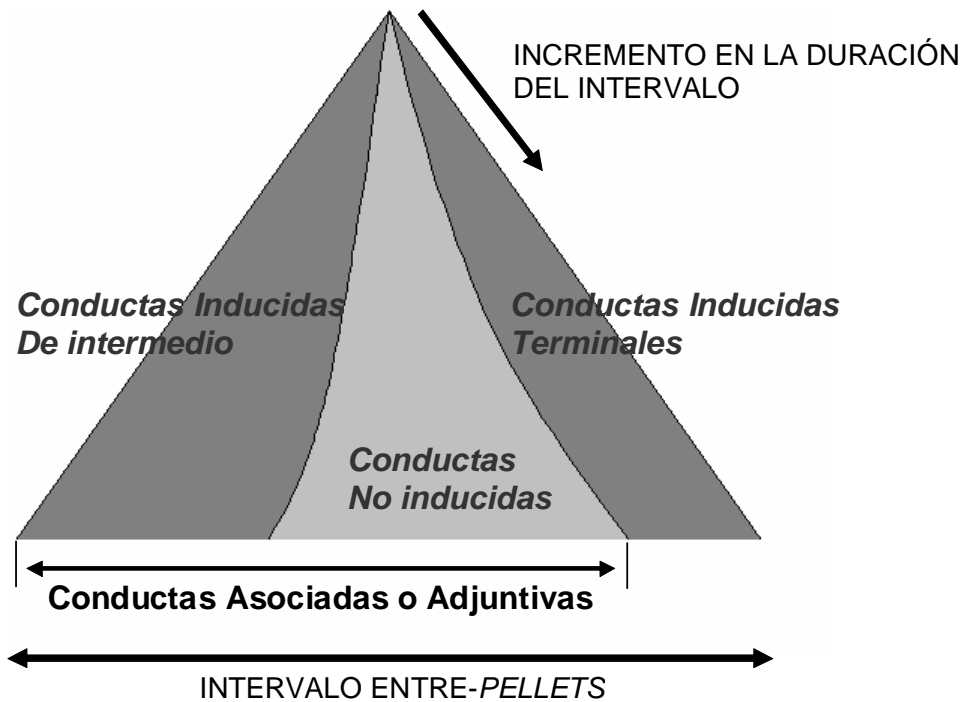 INCREMENTO EN LA DURACIÓN
DEL INTERVALO
Conductas Inducidas
De intermedio
Conductas Inducidas
Terminales
Conductas
No inducidas
Conductas Asociadas o Adjuntivas
INTERVALO ENTRE-PELLETS